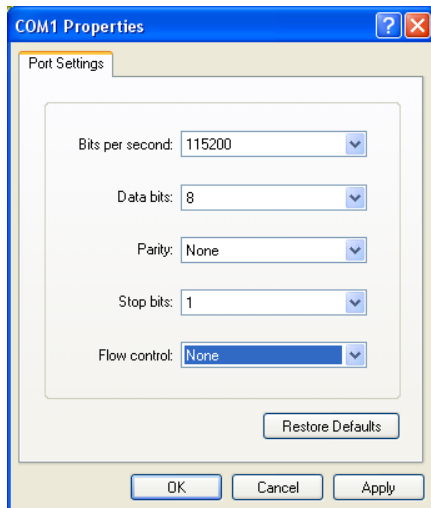 COM1 Properties
Port Settings
Bits per second: 115200
Data bits: 8
Parity: None
Stop bits: 1
Flow control: None
Restore Defaults
OK Cancel Apply